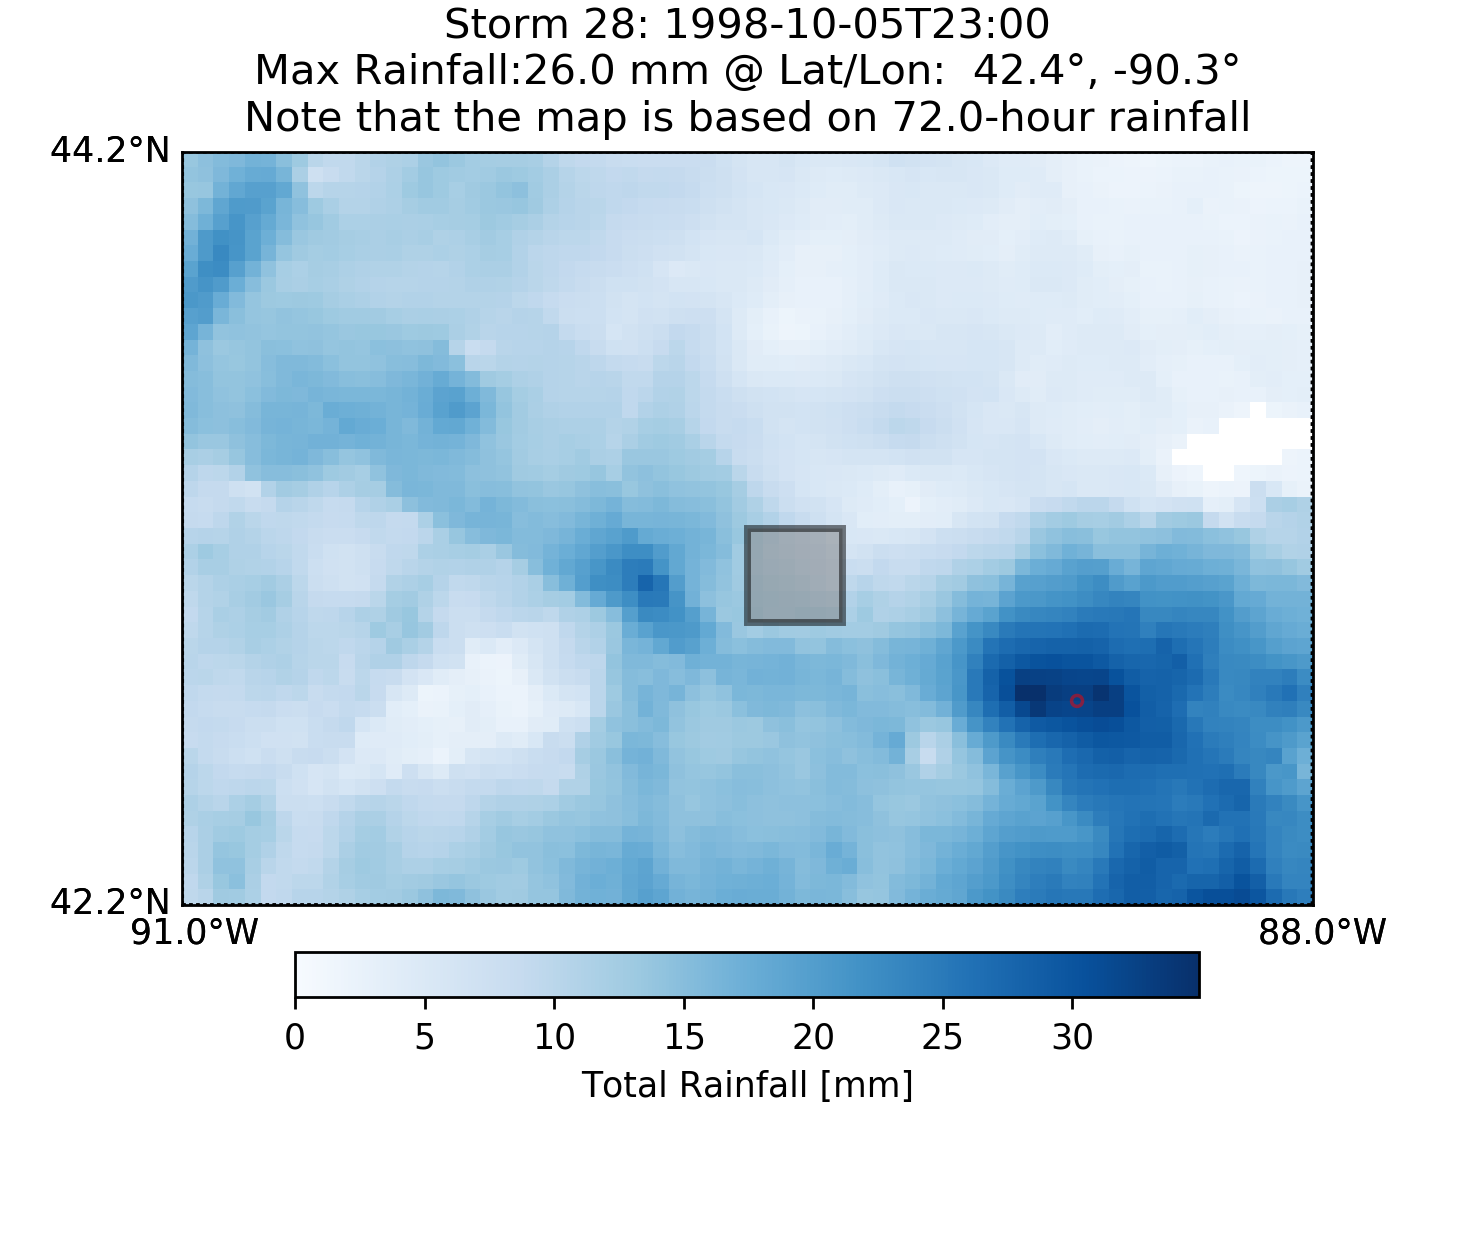 Storm 28: 1998-10-05T23:00
Max Rainfall:26.0 mm @ Lat/Lon:  42.4°, -90.3°
Note that the map is based on 72.0-hour rainfall
44.2°N
42.2°N
91.0°W 88.0°W
0 5 10 15 20 25 30
Total Rainfall [mm]